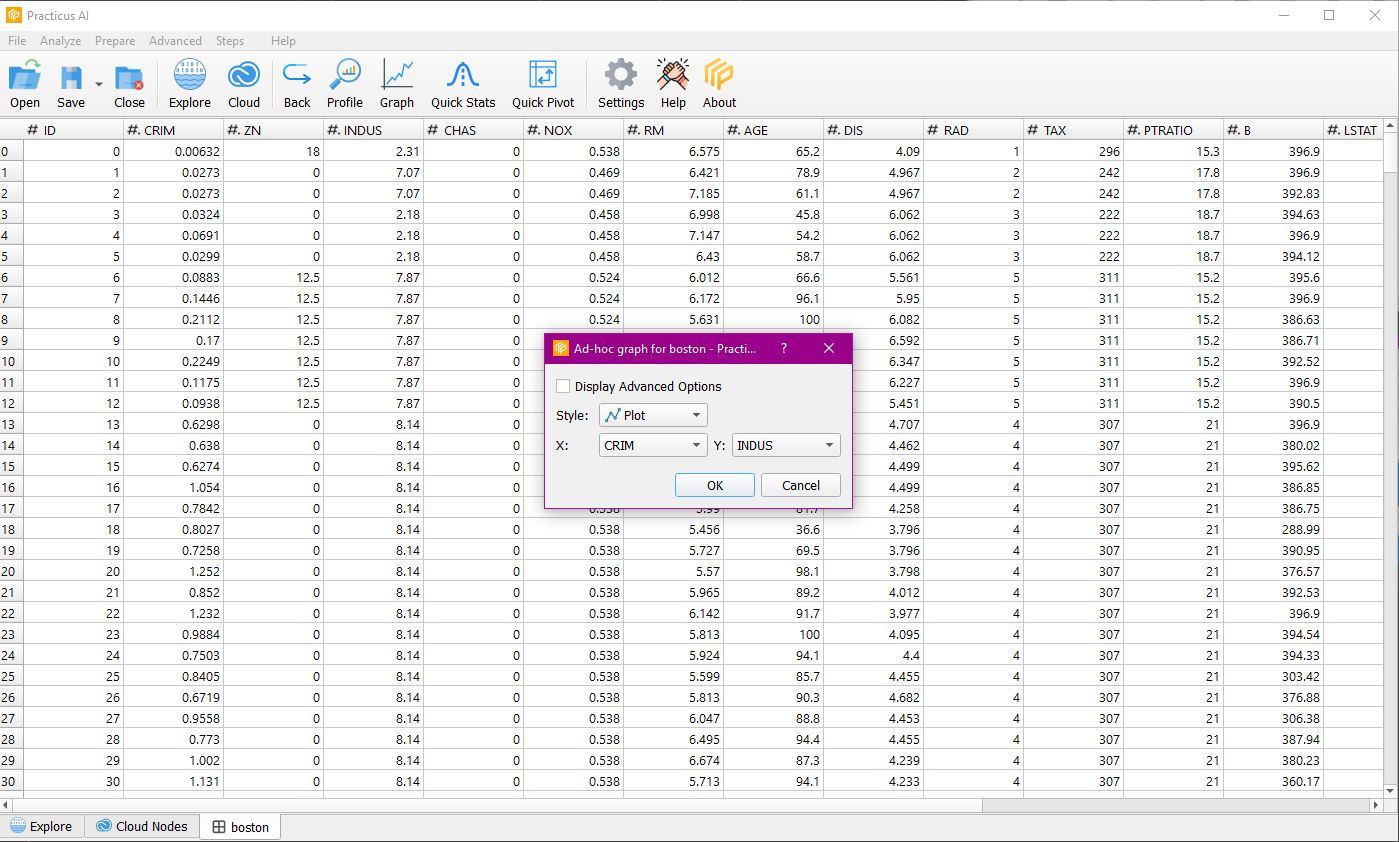 Practicus AI
File Analyze Prepare Advanced Steps Help
Open Save Close Explore Cloud Back Profile Graph Quick Stats Quick Pivot Settings Help About
# ID #. CRIM #. ZN #. INDUS # CHAS #. NOX #. RM #. AGE #. DIS # RAD # TAX #. PTRATIO #. B #. LSTAT
0 0 0.00632 18 2.31 0 0.538 6.575 65.2 4.09 1 296 15.3 396.9
1 1 0.0273 0 7.07 0 0.469 6.421 78.9 4.967 2 242 17.8 396.9
2 2 0.0273 0 7.07 0 0.469 7.185 61.1 4.967 2 242 17.8 392.83
3 3 0.0324 0 2.18 0 0.458 6.998 45.8 6.062 3 222 18.7 394.63
4 4 0.0691 0 2.18 0 0.458 7.147 54.2 6.062 3 222 18.7 396.9
5 5 0.0299 0 2.18 0 0.458 6.43 58.7 6.062 3 222 18.7 394.12
6 6 0.0883 12.5 7.87 0 0.524 6.012 66.6 5.561 5 311 15.2 395.6
7 7 0.1446 12.5 7.87 0 0.524 6.172 96.1 5.95 5 311 15.2 396.9
8 8 0.2112 12.5 7.87 0 0.524 5.631 100 6.082 5 311 15.2 386.63
9 9 0.17 12.5 7.87 0 6.592 5 311 15.2 386.71
10 10 0.2249 12.5 7.87 0 6.347 5 311 15.2 392.52
11 11 0.1175 12.5 7.87 0 6.227 5 311 15.2 396.9
12 12 0.0938 12.5 7.87 0 5.451 5 311 15.2 390.5
13 13 0.6298 0 8.14 0 4.707 4 307 21 396.9
14 14 0.638 0 8.14 0 4.462 4 307 21 380.02
15 15 0.6274 0 8.14 0 4.499 4 307 21 395.62
16 16 1.054 0 8.14 0 4.499 4 307 21 386.85
17 17 0.7842 0 8.14 0 0.538 5.99 81.7 4.258 4 307 21 386.75
18 18 0.8027 0 8.14 0 0.538 5.456 36.6 3.796 4 307 21 288.99
19 19 0.7258 0 8.14 0 0.538 5.727 69.5 3.796 4 307 21 390.95
20 20 1.252 0 8.14 0 0.538 5.57 98.1 3.798 4 307 21 376.57
21 21 0.852 0 8.14 0 0.538 5.965 89.2 4.012 4 307 21 392.53
22 22 1.232 0 8.14 0 0.538 6.142 91.7 3.977 4 307 21 396.9
23 23 0.9884 0 8.14 0 0.538 5.813 100 4.095 4 307 21 394.54
24 24 0.7503 0 8.14 0 0.538 5.924 94.1 4.4 4 307 21 394.33
25 25 0.8405 0 8.14 0 0.538 5.599 85.7 4.455 4 307 21 303.42
26 26 0.6719 0 8.14 0 0.538 5.813 90.3 4.682 4 307 21 376.88
27 27 0.9558 0 8.14 0 0.538 6.047 88.8 4.453 4 307 21 306.38
28 28 0.773 0 8.14 0 0.538 6.495 94.4 4.455 4 307 21 387.94
29 29 1.002 0 8.14 0 0.538 6.674 87.3 4.239 4 307 21 380.23
30 30 1.131 0 8.14 0 0.538 5.713 94.1 4.233 4 307 21 360.17
Ad-hoc graph for boston - Practi... ?
Display Advanced Options
Style: Plot
X: CRIM Y: INDUS
OK Cancel
Explore Cloud Nodes boston